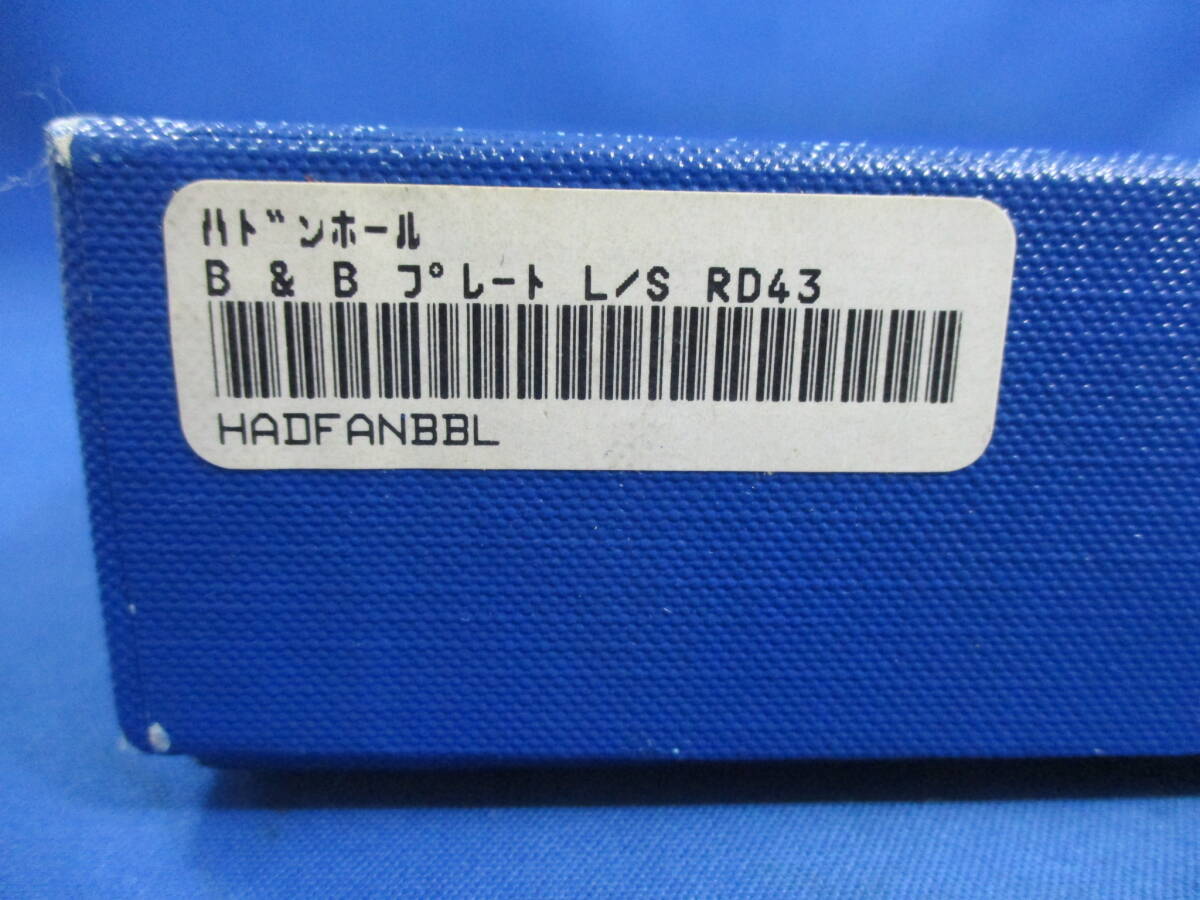 ﾊﾄﾞﾝﾎｰﾙ
B & B ﾌﾟﾚｰﾄ L/S RD43
HADFANBBL